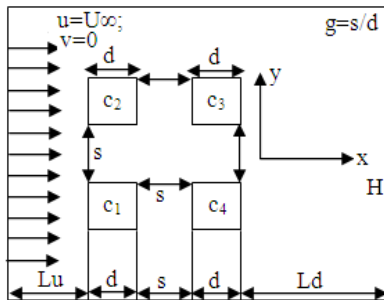 u=U∞; g=s/d
v=0
d d
c₂ c₃ y
s x
s H
c₁ c₄
Lu d s d Ld